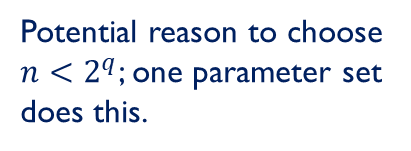 Potential reason to choose
𝑛 < 2^𝑞; one parameter set
does this.